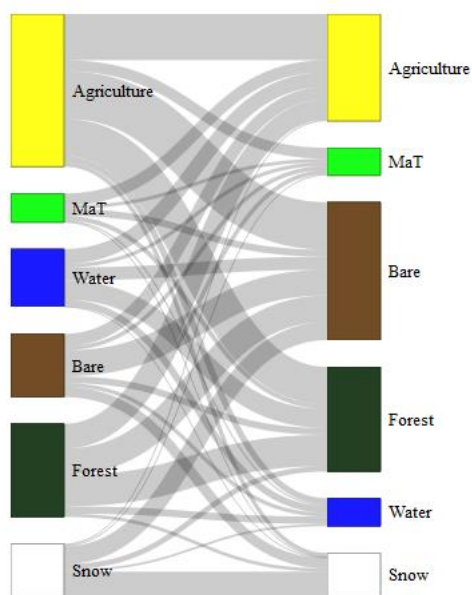 Agriculture
MaT
Water
Bare
Forest
Snow
Agriculture
MaT
Bare
Forest
Water
Snow